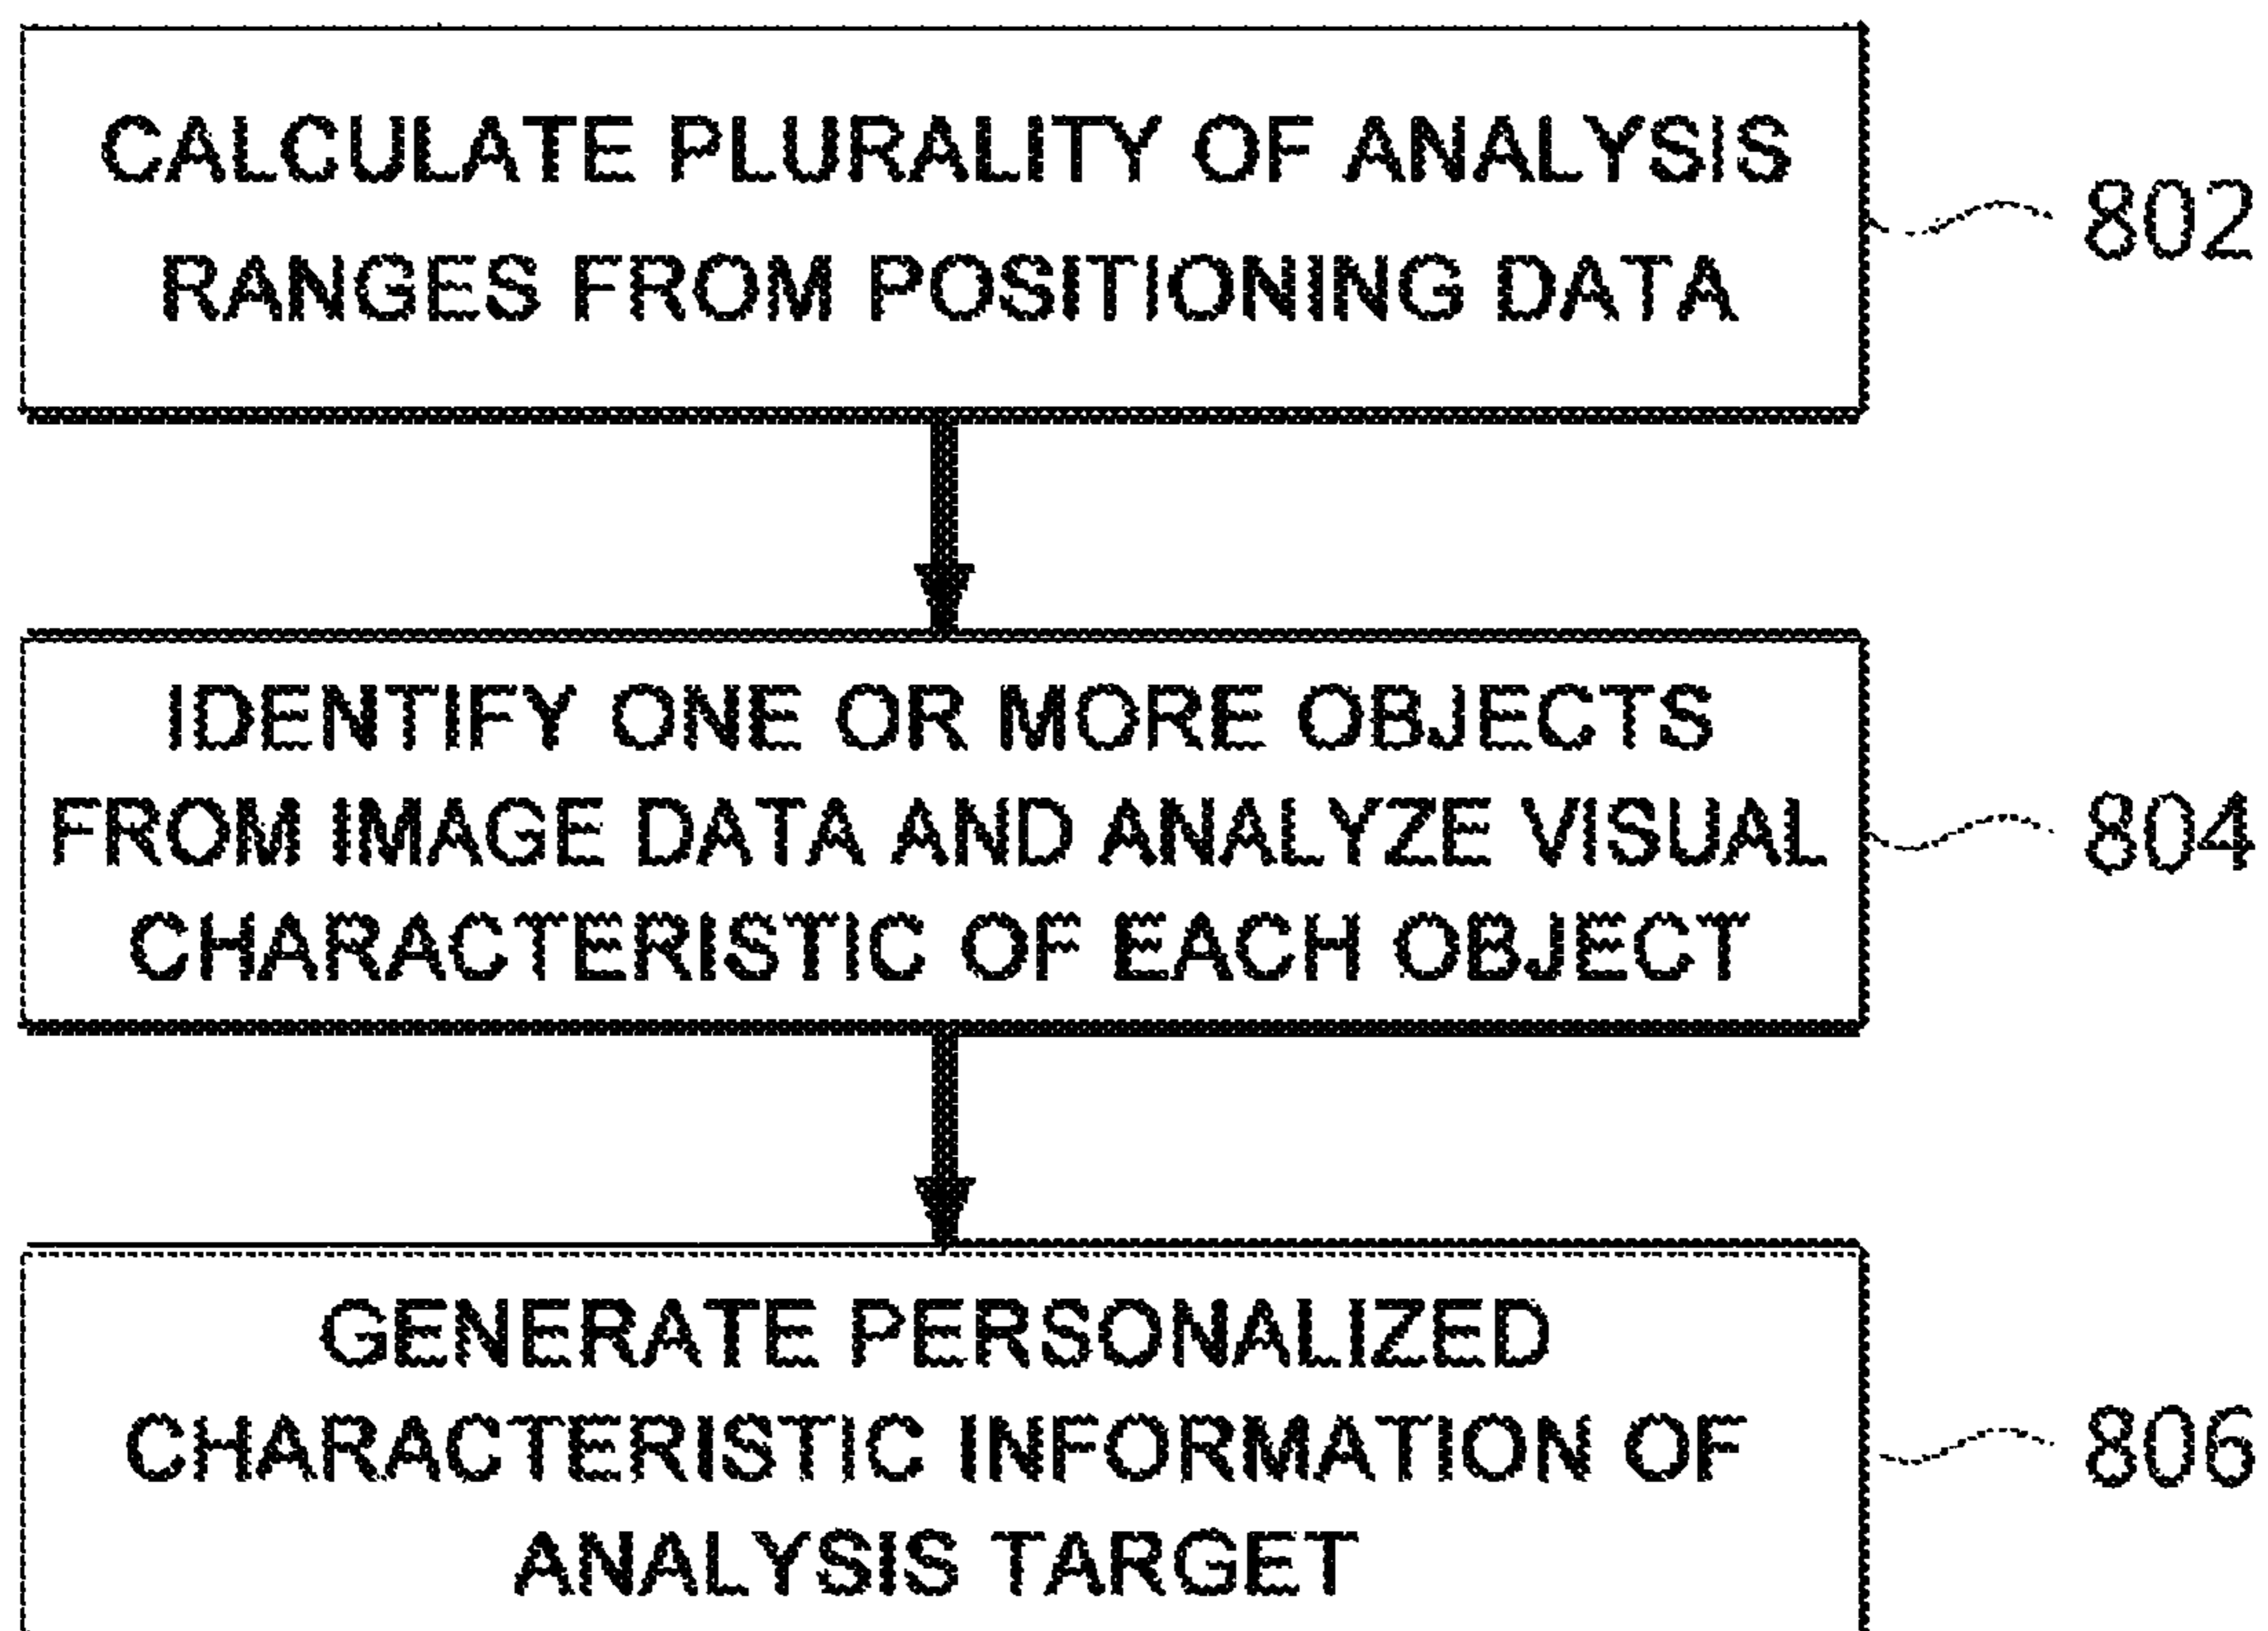 CALCULATE PLURALITY OF ANALYSIS
RANGES FROM POSITIONING DATA
802
IDENTIFY ONE OR MORE OBJECTS
FROM IMAGE DATA AND ANALYZE VISUAL
CHARACTERISTIC OF EACH OBJECT
804
GENERATE PERSONALIZED
CHARACTERISTIC INFORMATION OF
ANALYSIS TARGET
806